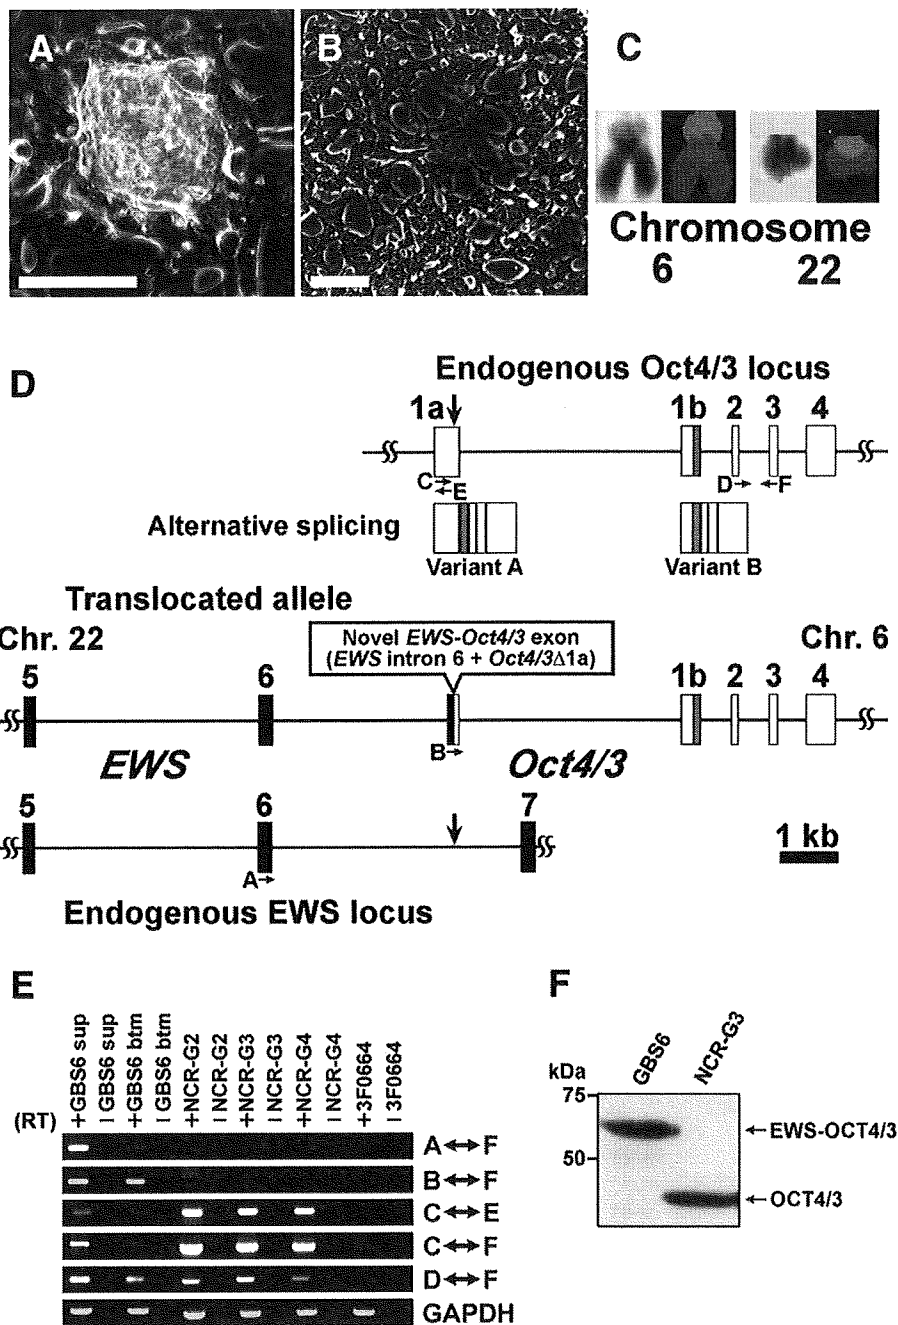 A
B
C
Chromosome
6 22
D
Endogenous Oct4/3 locus
1a 1b 2 3 4
C E D F
Alternative splicing
Variant A Variant B
Translocated allele
Chr. 22 Chr. 6
Novel EWS-Oct4/3 exon
(EWS intron 6 + Oct4/3Δ1a)
5 6 1b 2 3 4
B
EWS Oct4/3
5 6 7
A
1 kb
Endogenous EWS locus
E
(RT) +GBS6 sup −GBS6 sup +GBS6 btm −GBS6 btm +NCR-G2 −NCR-G2 +NCR-G3 −NCR-G3 +NCR-G4 −NCR-G4 +3F0664 −3F0664
A↔F
B↔F
C↔E
C↔F
D↔F
GAPDH
F
GBS6 NCR-G3
kDa
75
50
←EWS-OCT4/3
←OCT4/3